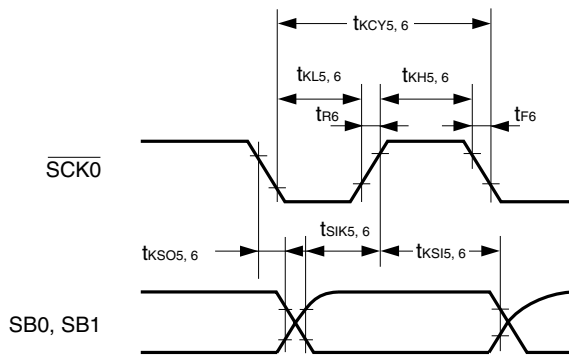 tKCY5, 6
tKL5, 6 tKH5, 6
tR6 tF6
SCK0
tSIK5, 6
tKSO5, 6 tKSI5, 6
SB0, SB1